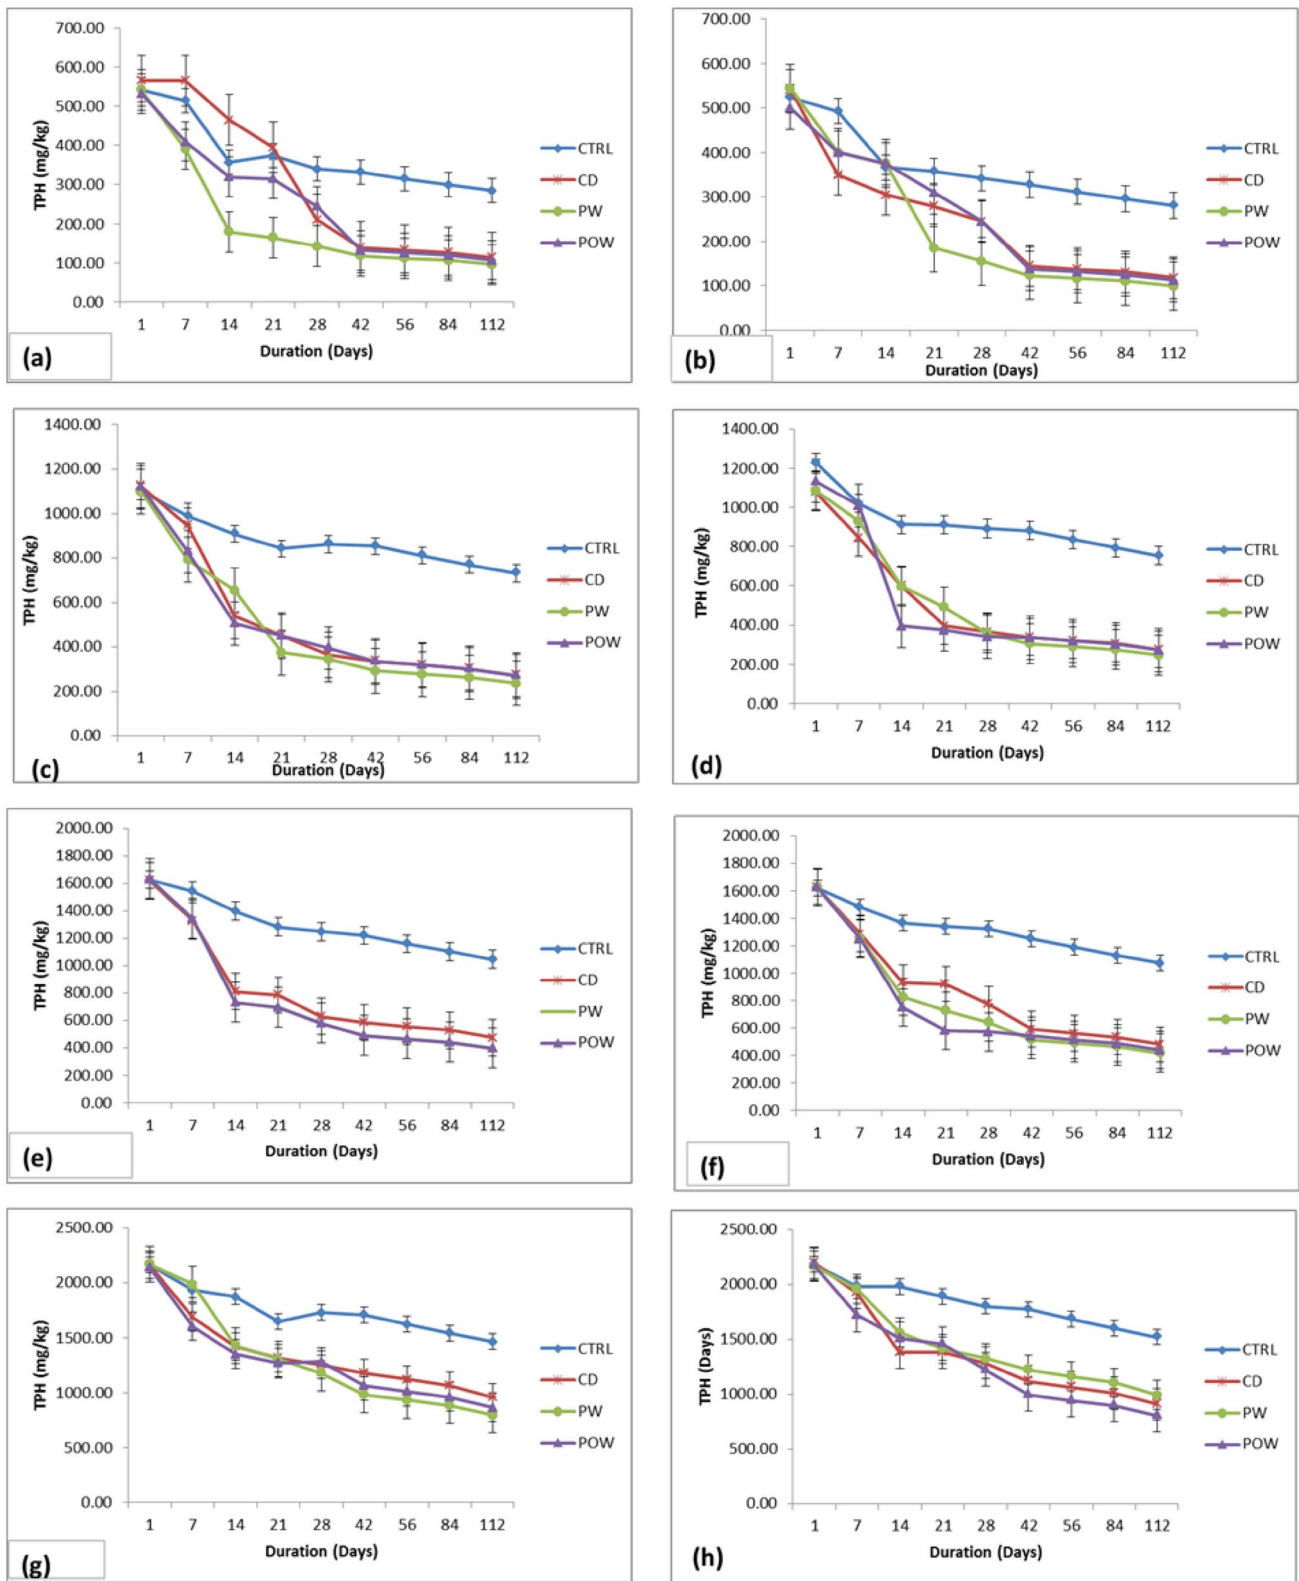 700.00
600.00
500.00
400.00
300.00
200.00
100.00
0.00
TPH (mg/kg)
1 7 14 21 28 42 56 84 112
Duration (Days)
CTRL
CD
PW
POW
(a)
700.00
600.00
500.00
400.00
300.00
200.00
100.00
0.00
TPH (mg/kg)
1 7 14 21 28 42 56 84 112
Duration (Days)
CTRL
CD
PW
POW
(b)
1400.00
1200.00
1000.00
800.00
600.00
400.00
200.00
0.00
TPH (mg/kg)
1 7 14 21 28 42 56 84 112
Duration (Days)
CTRL
CD
PW
POW
(c)
1400.00
1200.00
1000.00
800.00
600.00
400.00
200.00
0.00
TPH (mg/kg)
1 7 14 21 28 42 56 84 112
Duration (Days)
CTRL
CD
PW
POW
(d)
2000.00
1800.00
1600.00
1400.00
1200.00
1000.00
800.00
600.00
400.00
200.00
0.00
TPH (mg/kg)
1 7 14 21 28 42 56 84 112
Duration (Days)
CTRL
CD
PW
POW
(e)
2000.00
1800.00
1600.00
1400.00
1200.00
1000.00
800.00
600.00
400.00
200.00
0.00
TPH (mg/kg)
1 7 14 21 28 42 56 84 112
Duration (Days)
CTRL
CD
PW
POW
(f)
2500.00
2000.00
1500.00
1000.00
500.00
0.00
TPH (mg/kg)
1 7 14 21 28 42 56 84 112
Duration (Days)
CTRL
CD
PW
POW
(g)
2500.00
2000.00
1500.00
1000.00
500.00
0.00
TPH (Days)
1 7 14 21 28 42 56 84 112
Duration (Days)
CTRL
CD
PW
POW
(h)